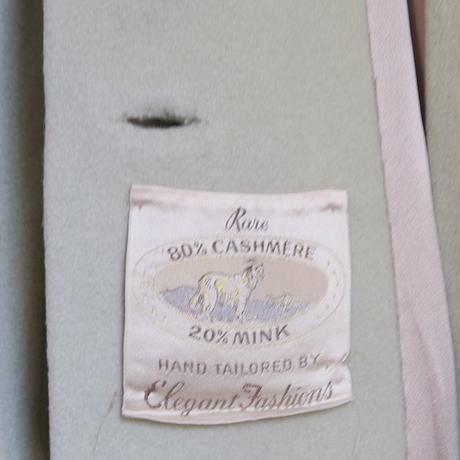 Rare
80% CASHMERE
20% MINK
HAND TAILORED BY
Elegant Fashions